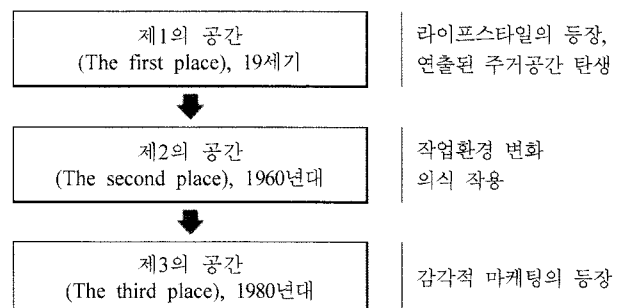 제1의 공간
(The first place), 19세기
라이프스타일의 등장,
연출된 주거공간 탄생
제2의 공간
(The second place), 1960년대
작업환경 변화
의식 작용
제3의 공간
(The third place), 1980년대
감각적 마케팅의 등장